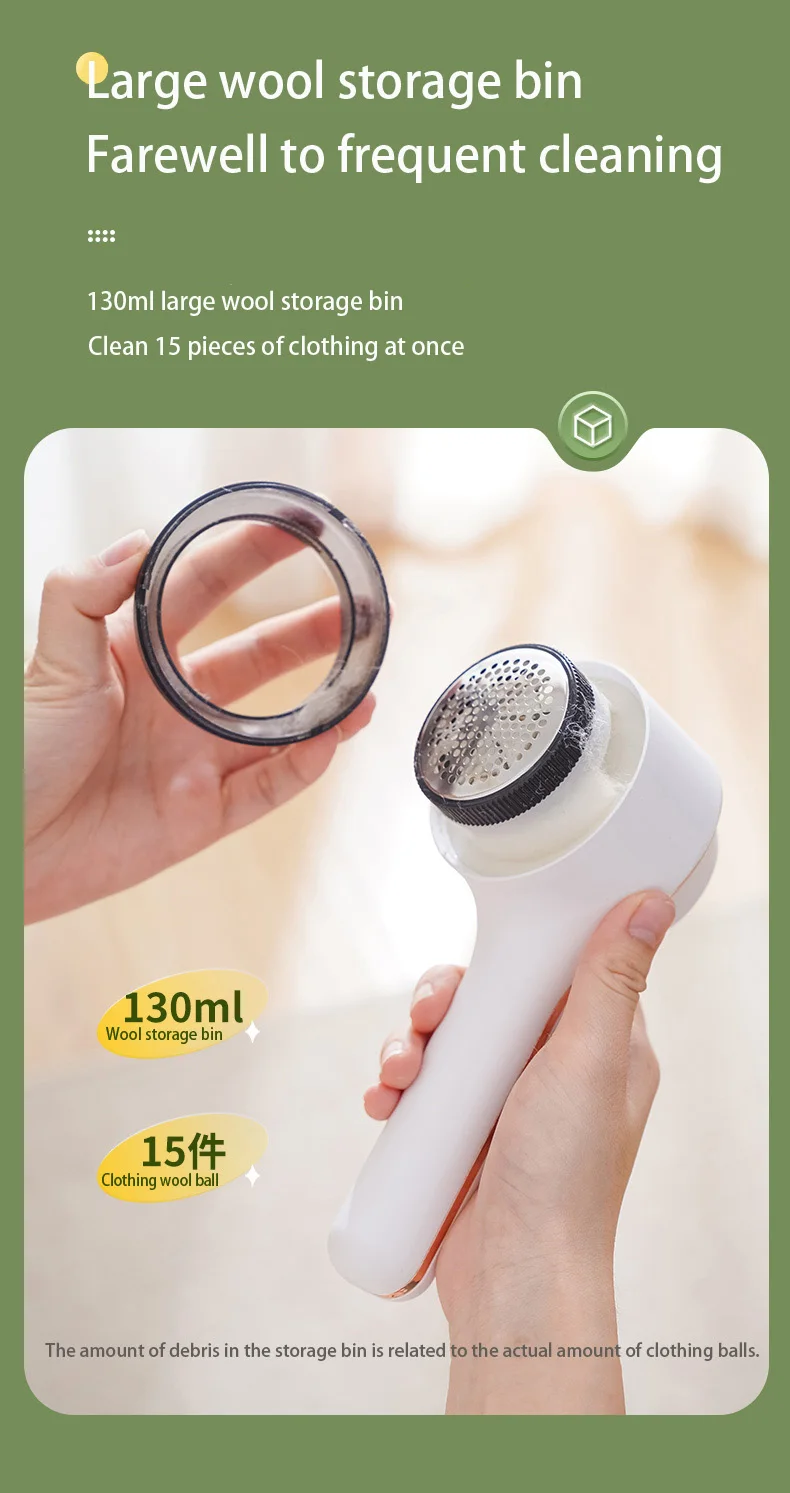 Large wool storage bin
Farewell to frequent cleaning
130ml large wool storage bin
Clean 15 pieces of clothing at once
130ml
Wool storage bin
15件
Clothing wool ball
The amount of debris in the storage bin is related to the actual amount of clothing balls.